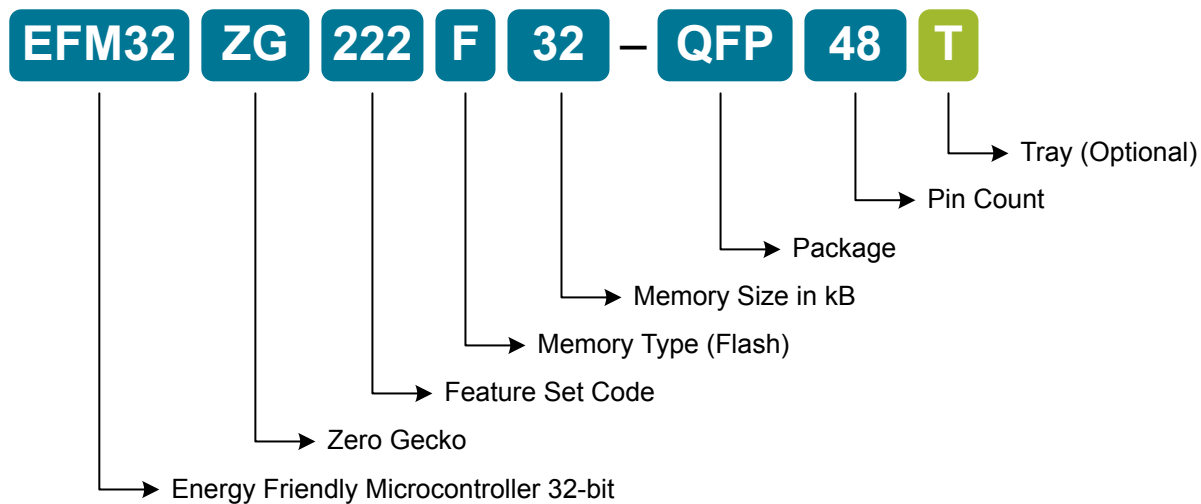 EFM32 ZG 222 F 32 – QFP 48 T
Tray (Optional)
Pin Count
Package
Memory Size in kB
Memory Type (Flash)
Feature Set Code
Zero Gecko
Energy Friendly Microcontroller 32-bit